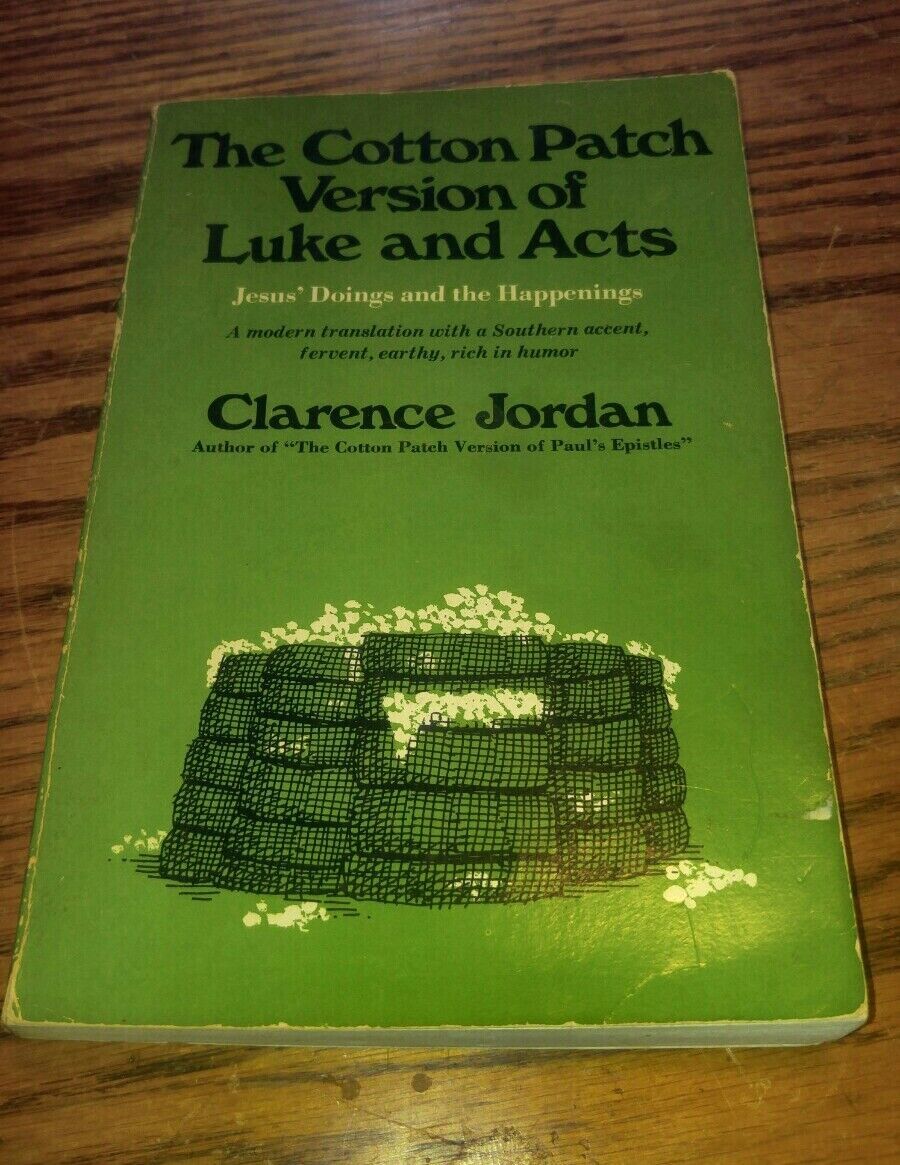 The Cotton Patch
Version of
Luke and Acts
Jesus' Doings and the Happenings
A modern translation with a Southern accent,
fervent, earthy, rich in humor
Clarence Jordan
Author of “The Cotton Patch Version of Paul's Epistles”